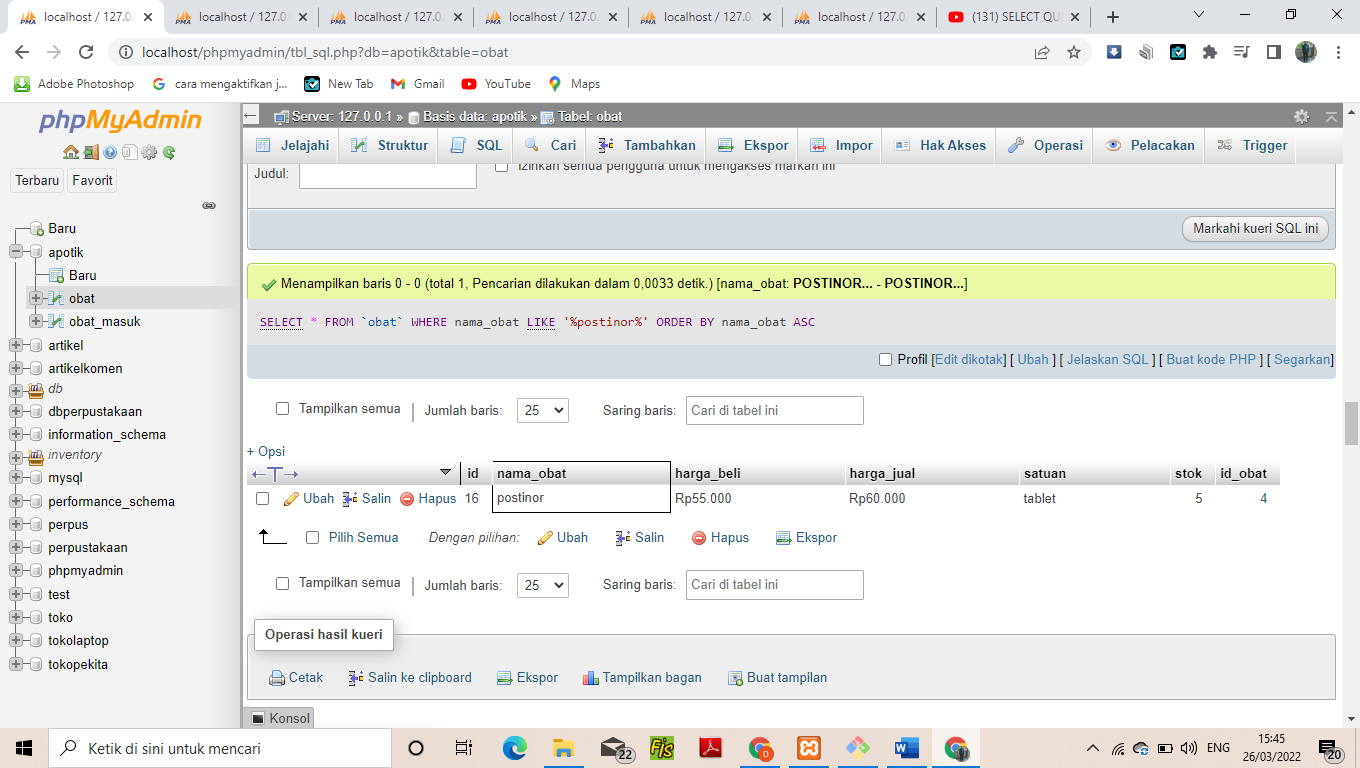 localhost / 127.0. localhost / 127.0. localhost / 127.0. localhost / 127.0. localhost / 127.0. localhost / 127.0. (131) SELECT QU
localhost/phpmyadmin/tbl_sql.php?db=apotik&table=obat
Adobe Photoshop cara mengaktifkan j... New Tab Gmail YouTube Maps
phpMyAdmin
Terbaru Favorit
Baru
apotik
Baru
obat
obat_masuk
artikel
artikelkomen
db
dbperpustakaan
information_schema
inventory
mysql
performance_schema
perpus
perpustakaan
phpmyadmin
test
toko
tokolaptop
tokopekita
Server: 127.0.0.1 » Basis data: apotik » Tabel: obat
Jelajahi Struktur SQL Cari Tambahkan Ekspor Impor Hak Akses Operasi Pelacakan Trigger
Judul: Izinkan semua pengguna untuk mengakses markah ini
Markahi kueri SQL ini
Menampilkan baris 0 - 0 (total 1, Pencarian dilakukan dalam 0,0033 detik.) [nama_obat: POSTINOR... - POSTINOR...]
SELECT * FROM `obat` WHERE nama_obat LIKE '%postinor%' ORDER BY nama_obat ASC
Profil [Edit dikotak] [ Ubah ] [ Jelaskan SQL ] [ Buat kode PHP ] [ Segarkan]
Tampilkan semua | Jumlah baris: 25 Saring baris: Cari di tabel ini
+ Opsi
←T→ id nama_obat harga_beli harga_jual satuan stok id_obat
Ubah Salin Hapus 16 postinor Rp55.000 Rp60.000 tablet 5 4
Pilih Semua Dengan pilihan: Ubah Salin Hapus Ekspor
Tampilkan semua | Jumlah baris: 25 Saring baris: Cari di tabel ini
Operasi hasil kueri
Cetak Salin ke clipboard Ekspor Tampilkan bagan Buat tampilan
Konsol
Ketik di sini untuk mencari 22 Fis D ENG 15:45
26/03/2022 20